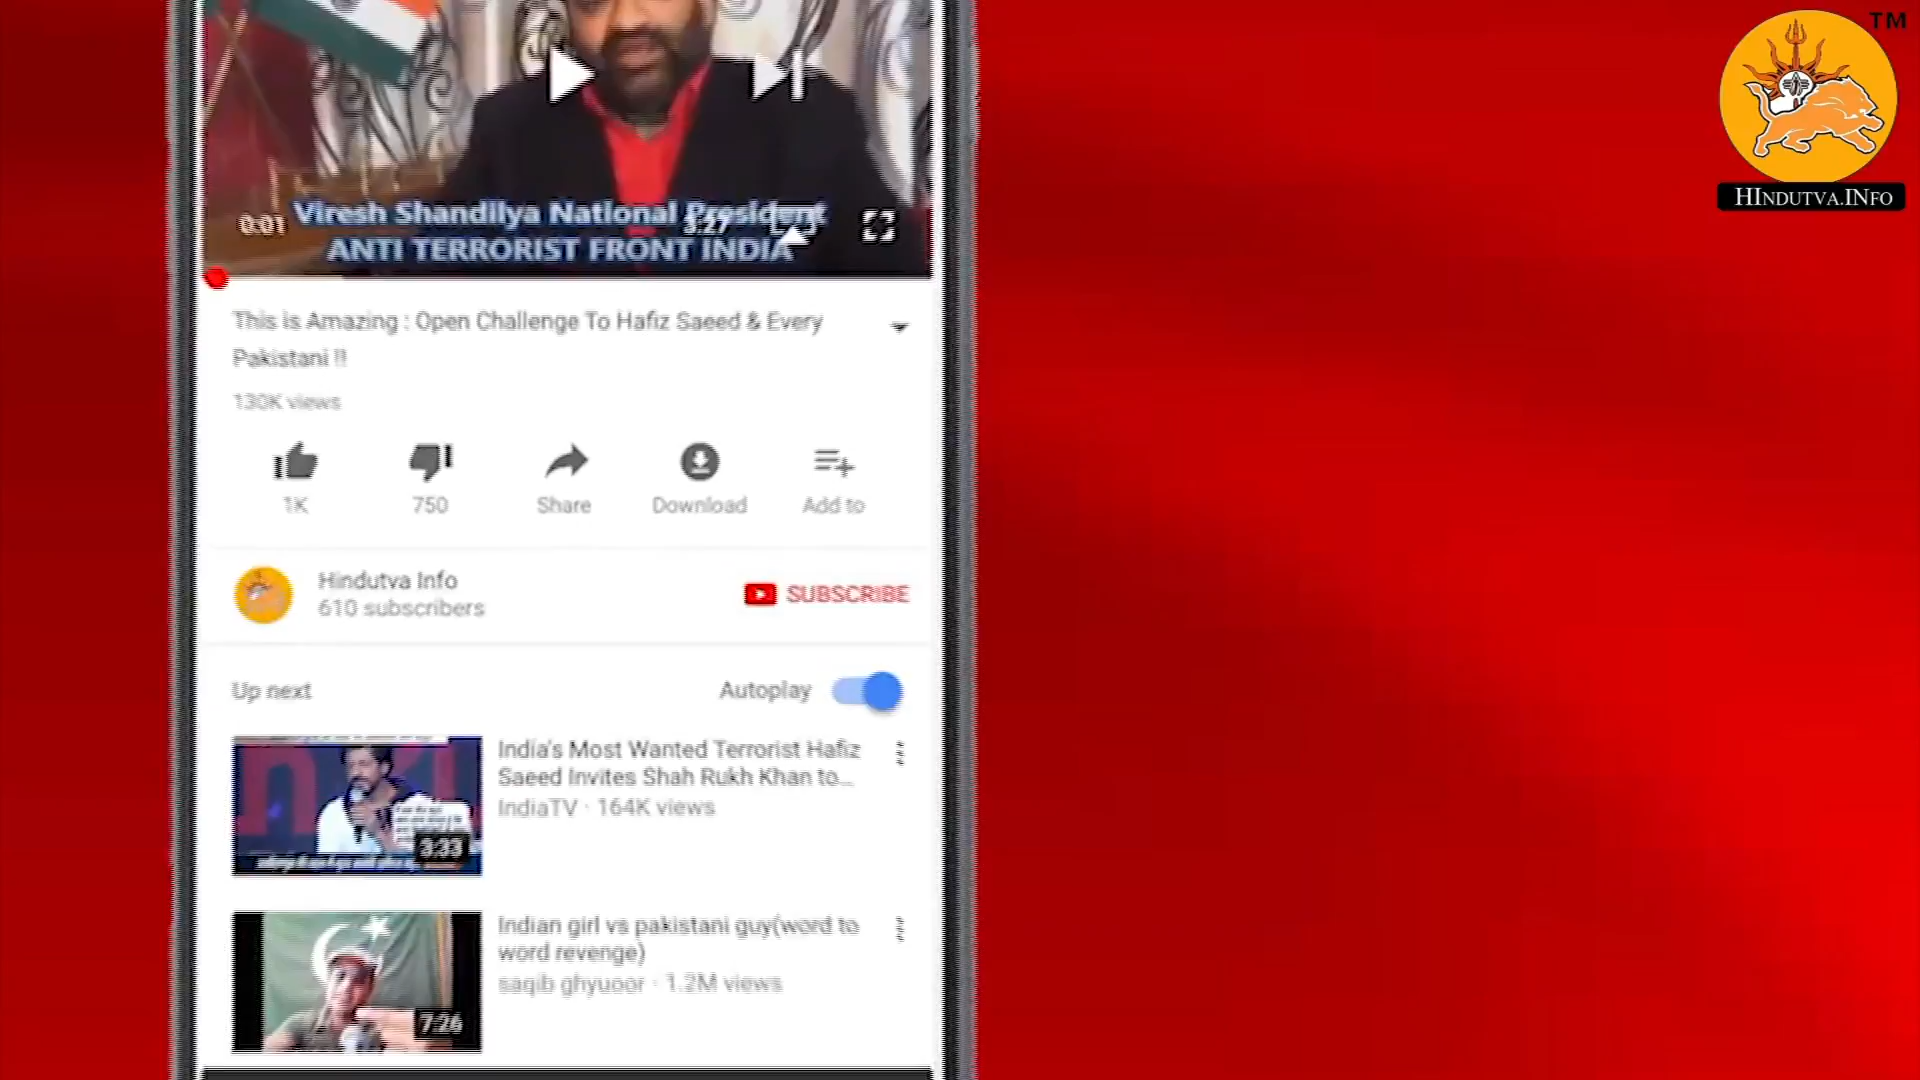 TM
HINDUTVA.INFO
Viresh Shandilya National President
0:01
3:27
ANTI TERRORIST FRONT INDIA
This is Amazing : Open Challenge To Hafiz Saeed & Every
Pakistani !!
130K views
1K
750
Share
Download
Add to
Hindutva Info
610 subscribers
SUBSCRIBE
Up next
Autoplay
India's Most Wanted Terrorist Hafiz
Saeed Invites Shah Rukh Khan to...
IndiaTV · 164K views
3:33
Indian girl vs pakistani guy(word to
word revenge)
saqib ghyuoor · 1.2M views
7:26